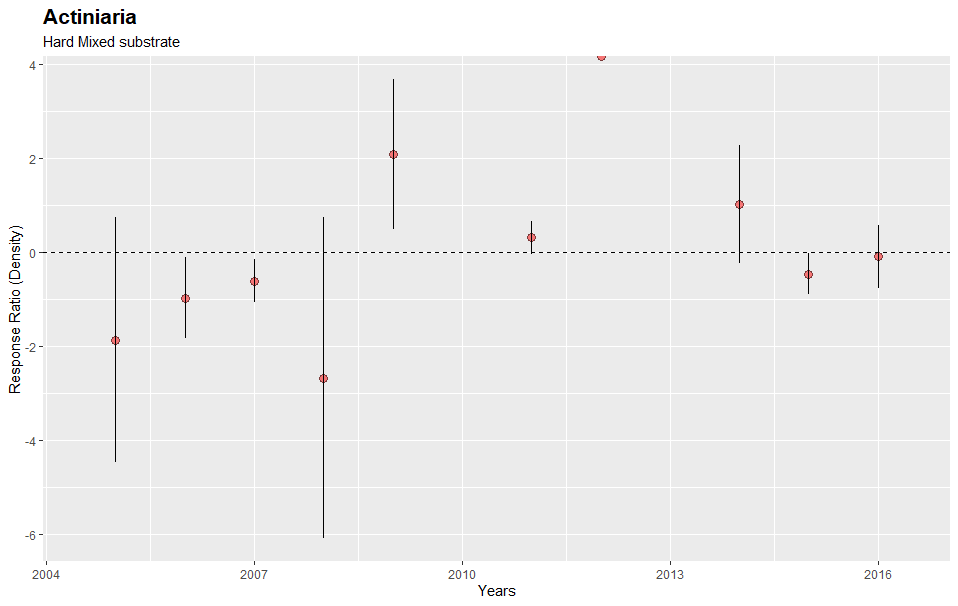 Actiniaria
Hard Mixed substrate
Response Ratio (Density)
4
2
0
-2
-4
-6
2004 2007 2010 2013 2016
Years